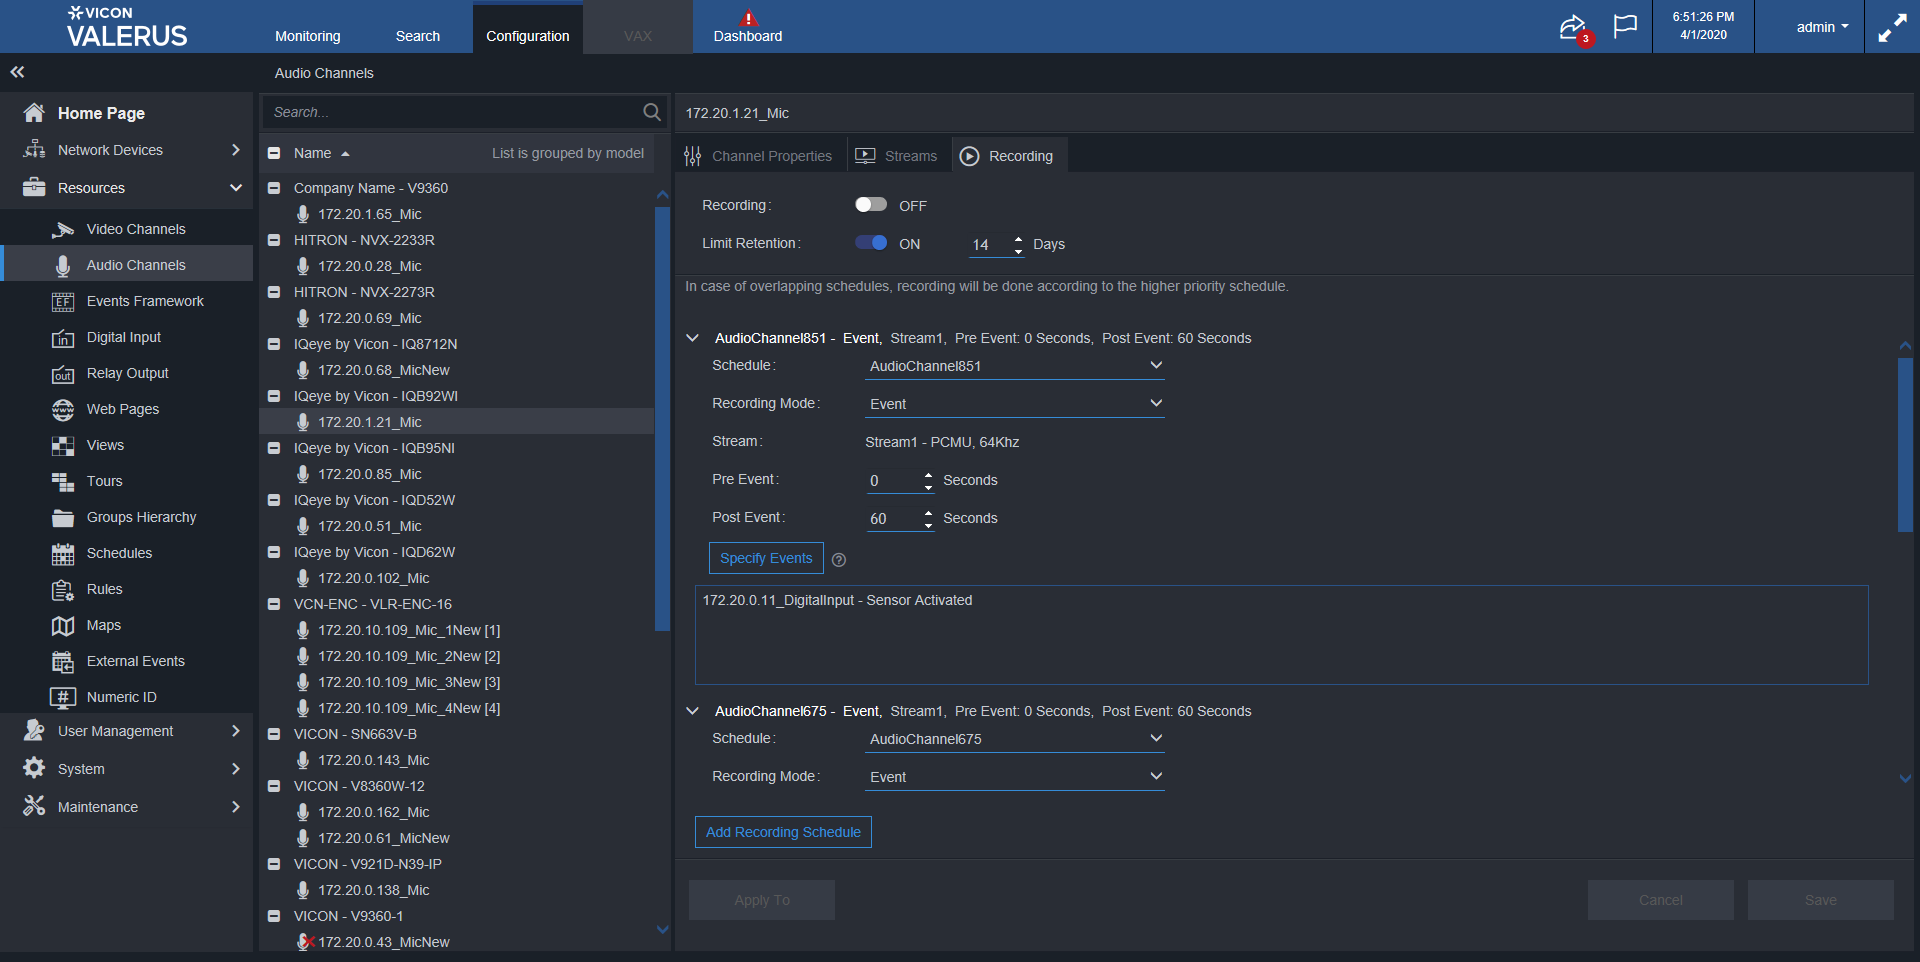 VICON
VALERUS
Monitoring
Search
Configuration
VAX
Dashboard
3
6:51:26 PM
4/1/2020
admin
Audio Channels
Home Page
Network Devices
Resources
Video Channels
Audio Channels
Events Framework
Digital Input
Relay Output
Web Pages
Views
Tours
Groups Hierarchy
Schedules
Rules
Maps
External Events
Numeric ID
User Management
System
Maintenance
EF
in
out
www
#
Search...
Name
List is grouped by model
Company Name - V9360
172.20.1.65_Mic
HITRON - NVX-2233R
172.20.0.28_Mic
HITRON - NVX-2273R
172.20.0.69_Mic
IQeye by Vicon - IQ8712N
172.20.0.68_MicNew
IQeye by Vicon - IQB92WI
172.20.1.21_Mic
IQeye by Vicon - IQB95NI
172.20.0.85_Mic
IQeye by Vicon - IQD52W
172.20.0.51_Mic
IQeye by Vicon - IQD62W
172.20.0.102_Mic
VCN-ENC - VLR-ENC-16
172.20.10.109_Mic_1New [1]
172.20.10.109_Mic_2New [2]
172.20.10.109_Mic_3New [3]
172.20.10.109_Mic_4New [4]
VICON - SN663V-B
172.20.0.143_Mic
VICON - V8360W-12
172.20.0.162_Mic
172.20.0.61_MicNew
VICON - V921D-N39-IP
172.20.0.138_Mic
VICON - V9360-1
172.20.0.43_MicNew
172.20.1.21_Mic
Channel Properties
Streams
Recording
Recording: OFF
Limit Retention: ON 14 Days
In case of overlapping schedules, recording will be done according to the higher priority schedule.
AudioChannel851 - Event, Stream1, Pre Event: 0 Seconds, Post Event: 60 Seconds
Schedule: AudioChannel851
Recording Mode: Event
Stream: Stream1 - PCMU, 64Khz
Pre Event: 0 Seconds
Post Event: 60 Seconds
Specify Events ?
172.20.0.11_DigitalInput - Sensor Activated
AudioChannel675 - Event, Stream1, Pre Event: 0 Seconds, Post Event: 60 Seconds
Schedule: AudioChannel675
Recording Mode: Event
Add Recording Schedule
Apply To
Cancel
Save